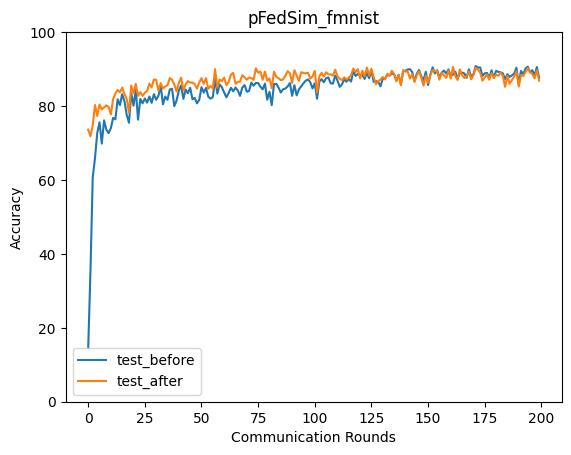 pFedSim_fmnist
100
80
60
40
20
0
Accuracy
test_before
test_after
0 25 50 75 100 125 150 175 200
Communication Rounds